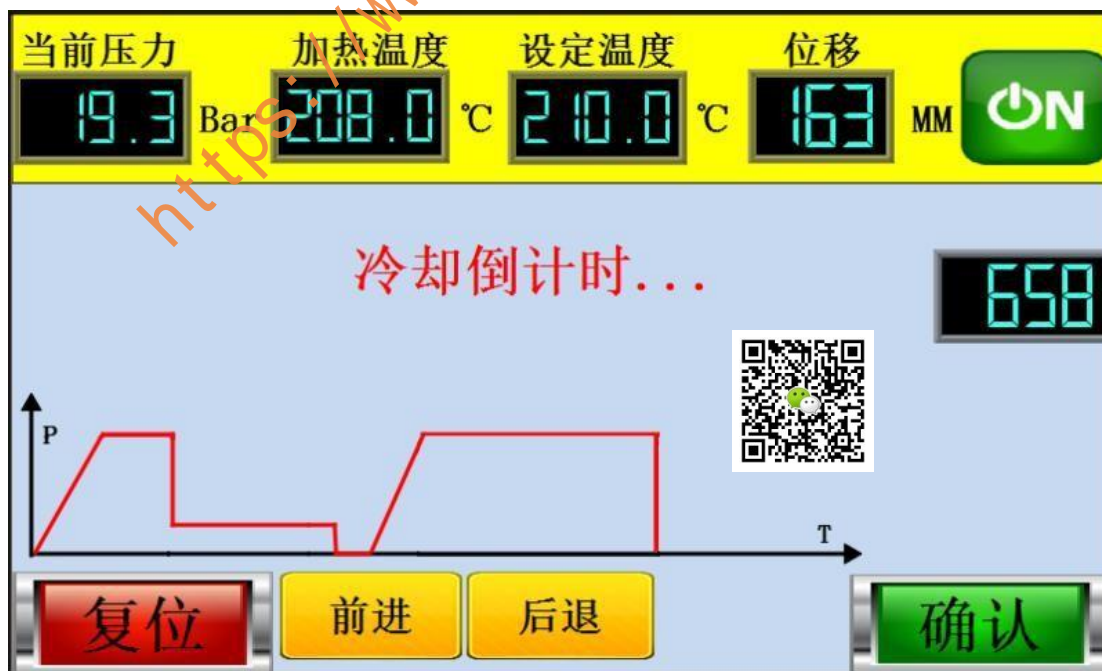 当前压力 加热温度 设定温度 位移
19.3 Bar 208.0 ℃ 210.0 ℃ 163 MM ON
https://w
冷却倒计时...
658
P
T
复位 前进 后退 确认